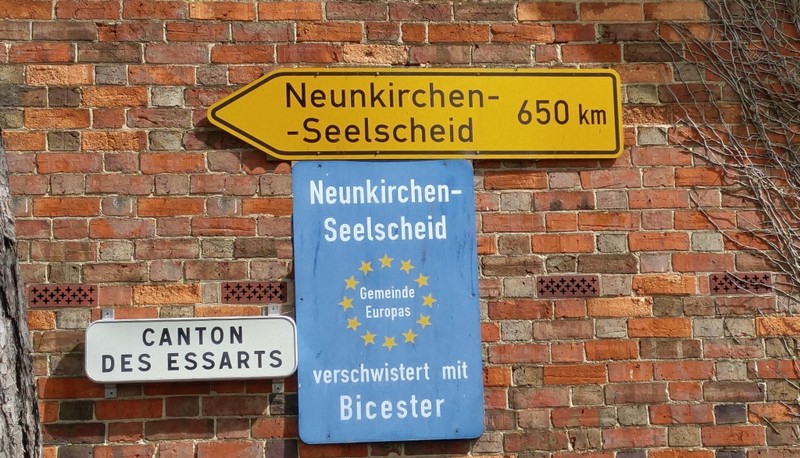 Neunkirchen-
-Seelscheid 650 km
Neunkirchen-
Seelscheid
Gemeinde
Europas
verschwistert mit
Bicester
CANTON
DES ESSARTS